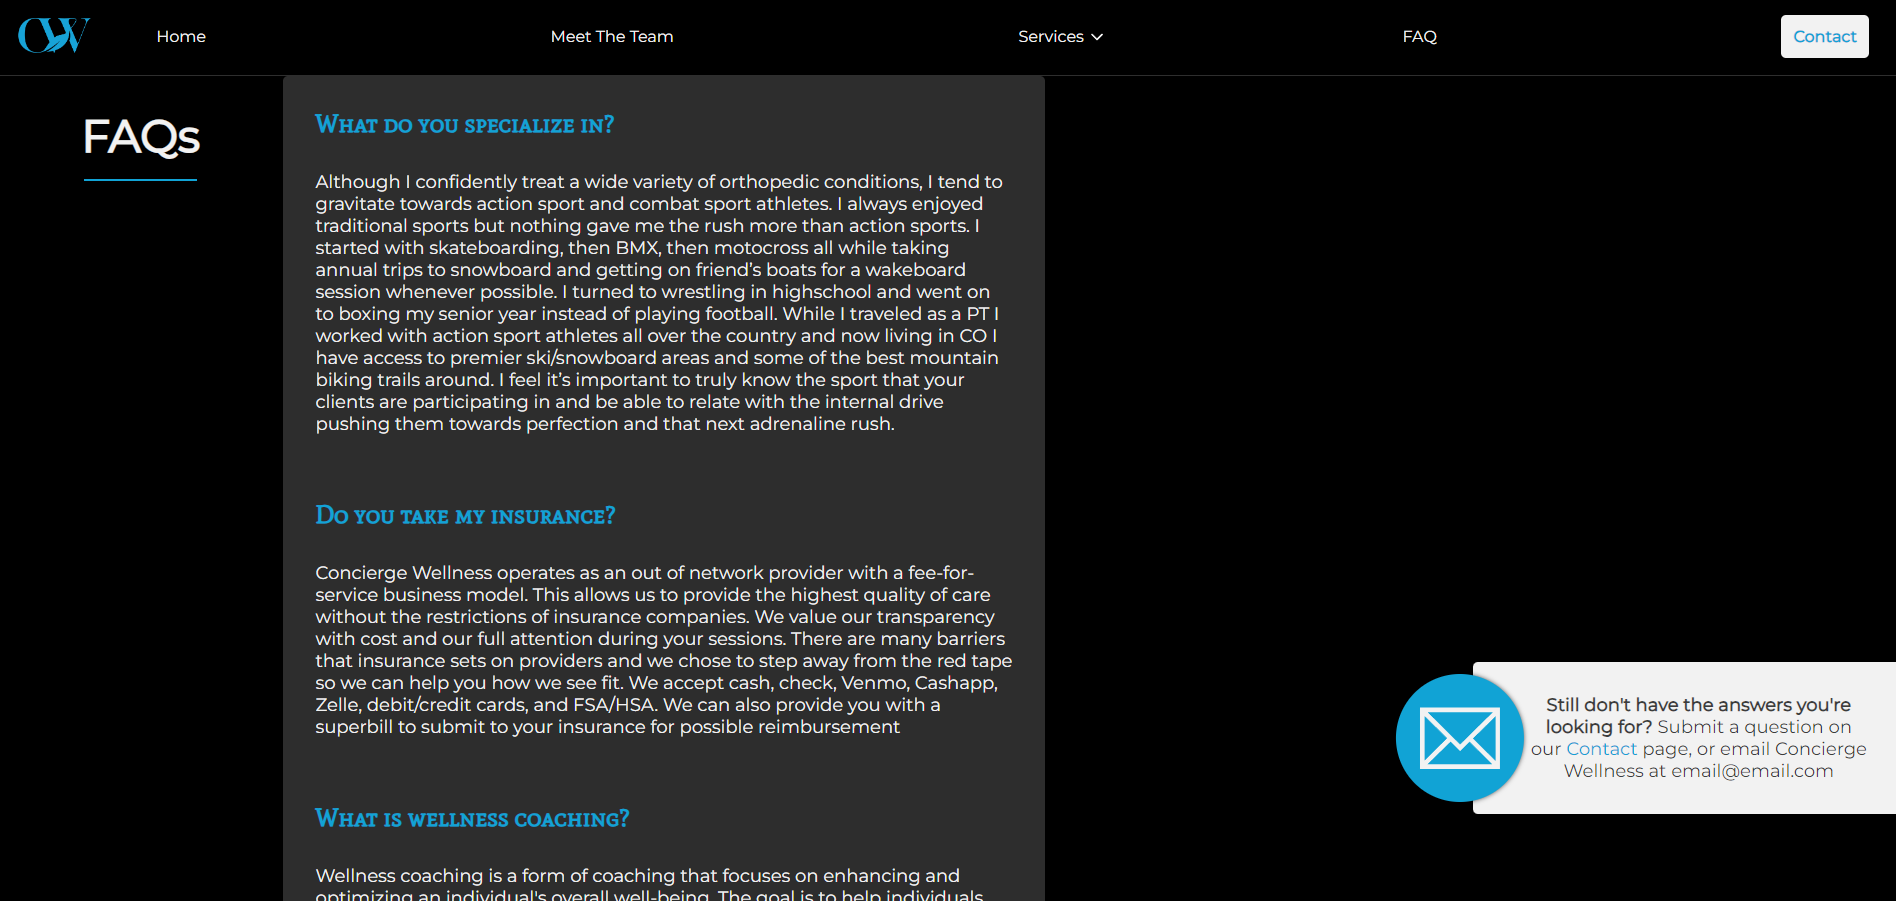 CW
Home
Meet The Team
Services
FAQ
Contact
FAQs
What do you specialize in?
Although I confidently treat a wide variety of orthopedic conditions, I tend to
gravitate towards action sport and combat sport athletes. I always enjoyed
traditional sports but nothing gave me the rush more than action sports. I
started with skateboarding, then BMX, then motocross all while taking
annual trips to snowboard and getting on friend’s boats for a wakeboard
session whenever possible. I turned to wrestling in highschool and went on
to boxing my senior year instead of playing football. While I traveled as a PT I
worked with action sport athletes all over the country and now living in CO I
have access to premier ski/snowboard areas and some of the best mountain
biking trails around. I feel it’s important to truly know the sport that your
clients are participating in and be able to relate with the internal drive
pushing them towards perfection and that next adrenaline rush.
Do you take my insurance?
Concierge Wellness operates as an out of network provider with a fee-for-
service business model. This allows us to provide the highest quality of care
without the restrictions of insurance companies. We value our transparency
with cost and our full attention during your sessions. There are many barriers
that insurance sets on providers and we chose to step away from the red tape
so we can help you how we see fit. We accept cash, check, Venmo, Cashapp,
Zelle, debit/credit cards, and FSA/HSA. We can also provide you with a
superbill to submit to your insurance for possible reimbursement
What is wellness coaching?
Wellness coaching is a form of coaching that focuses on enhancing and
optimizing an individual's overall well-being. The goal is to help individuals
Still don't have the answers you're
looking for? Submit a question on
our Contact page, or email Concierge
Wellness at email@email.com